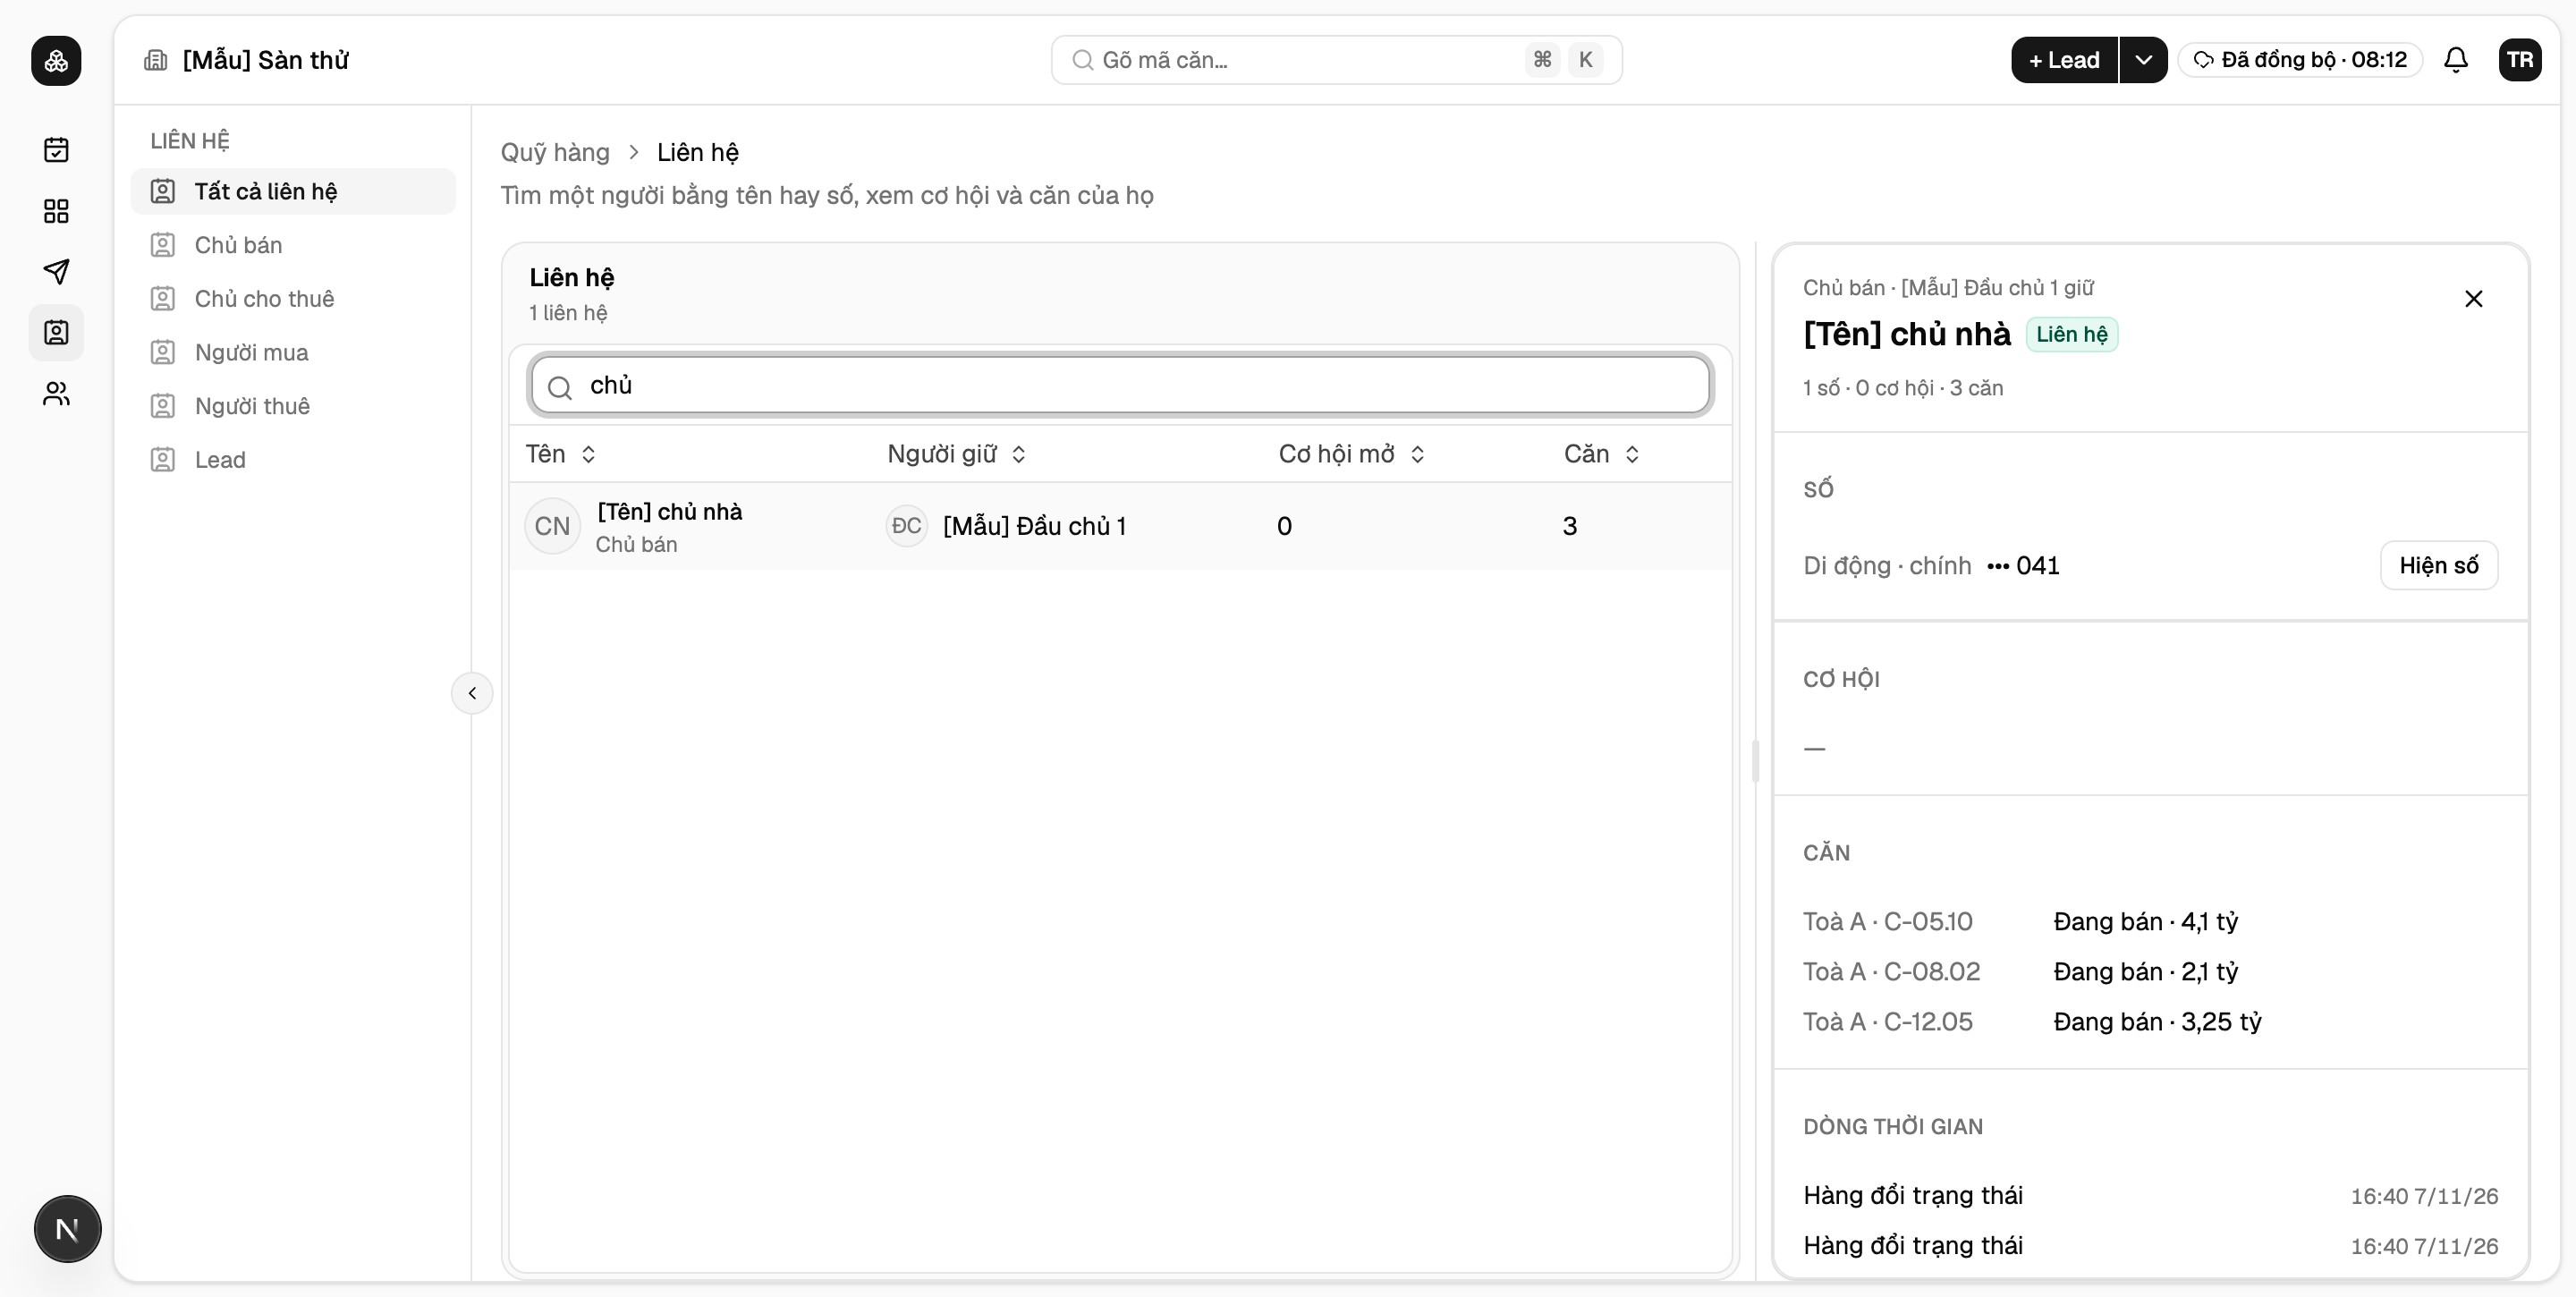 [Mẫu] Sàn thử
Gõ mã căn...
⌘ K
+ Lead
Đã đồng bộ · 08:12
TR
LIÊN HỆ
Tất cả liên hệ
Chủ bán
Chủ cho thuê
Người mua
Người thuê
Lead
Quỹ hàng > Liên hệ
Tìm một người bằng tên hay số, xem cơ hội và căn của họ
Liên hệ
1 liên hệ
chủ
Tên Người giữ Cơ hội mở Căn
CN [Tên] chủ nhà
Chủ bán
ĐC [Mẫu] Đầu chủ 1
0
3
Chủ bán · [Mẫu] Đầu chủ 1 giữ
[Tên] chủ nhà Liên hệ
1 số · 0 cơ hội · 3 căn
SỐ
Di động · chính ••• 041
Hiện số
CƠ HỘI
—
CĂN
Toà A · C-05.10 Đang bán · 4,1 tỷ
Toà A · C-08.02 Đang bán · 2,1 tỷ
Toà A · C-12.05 Đang bán · 3,25 tỷ
DÒNG THỜI GIAN
Hàng đổi trạng thái 16:40 7/11/26
Hàng đổi trạng thái 16:40 7/11/26
N